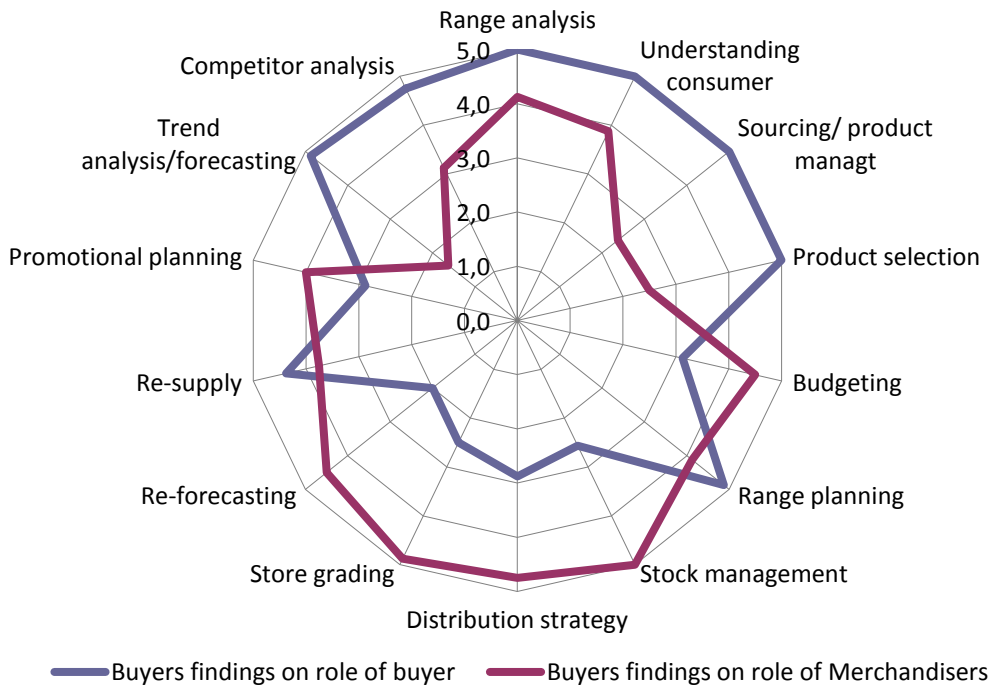 Range analysis
Understanding
consumer
Sourcing/ product
managt
Product selection
Budgeting
Range planning
Stock management
Distribution strategy
Store grading
Re-forecasting
Re-supply
Promotional planning
Trend
analysis/forecasting
Competitor analysis
5,0
4,0
3,0
2,0
1,0
0,0
Buyers findings on role of buyer
Buyers findings on role of Merchandisers